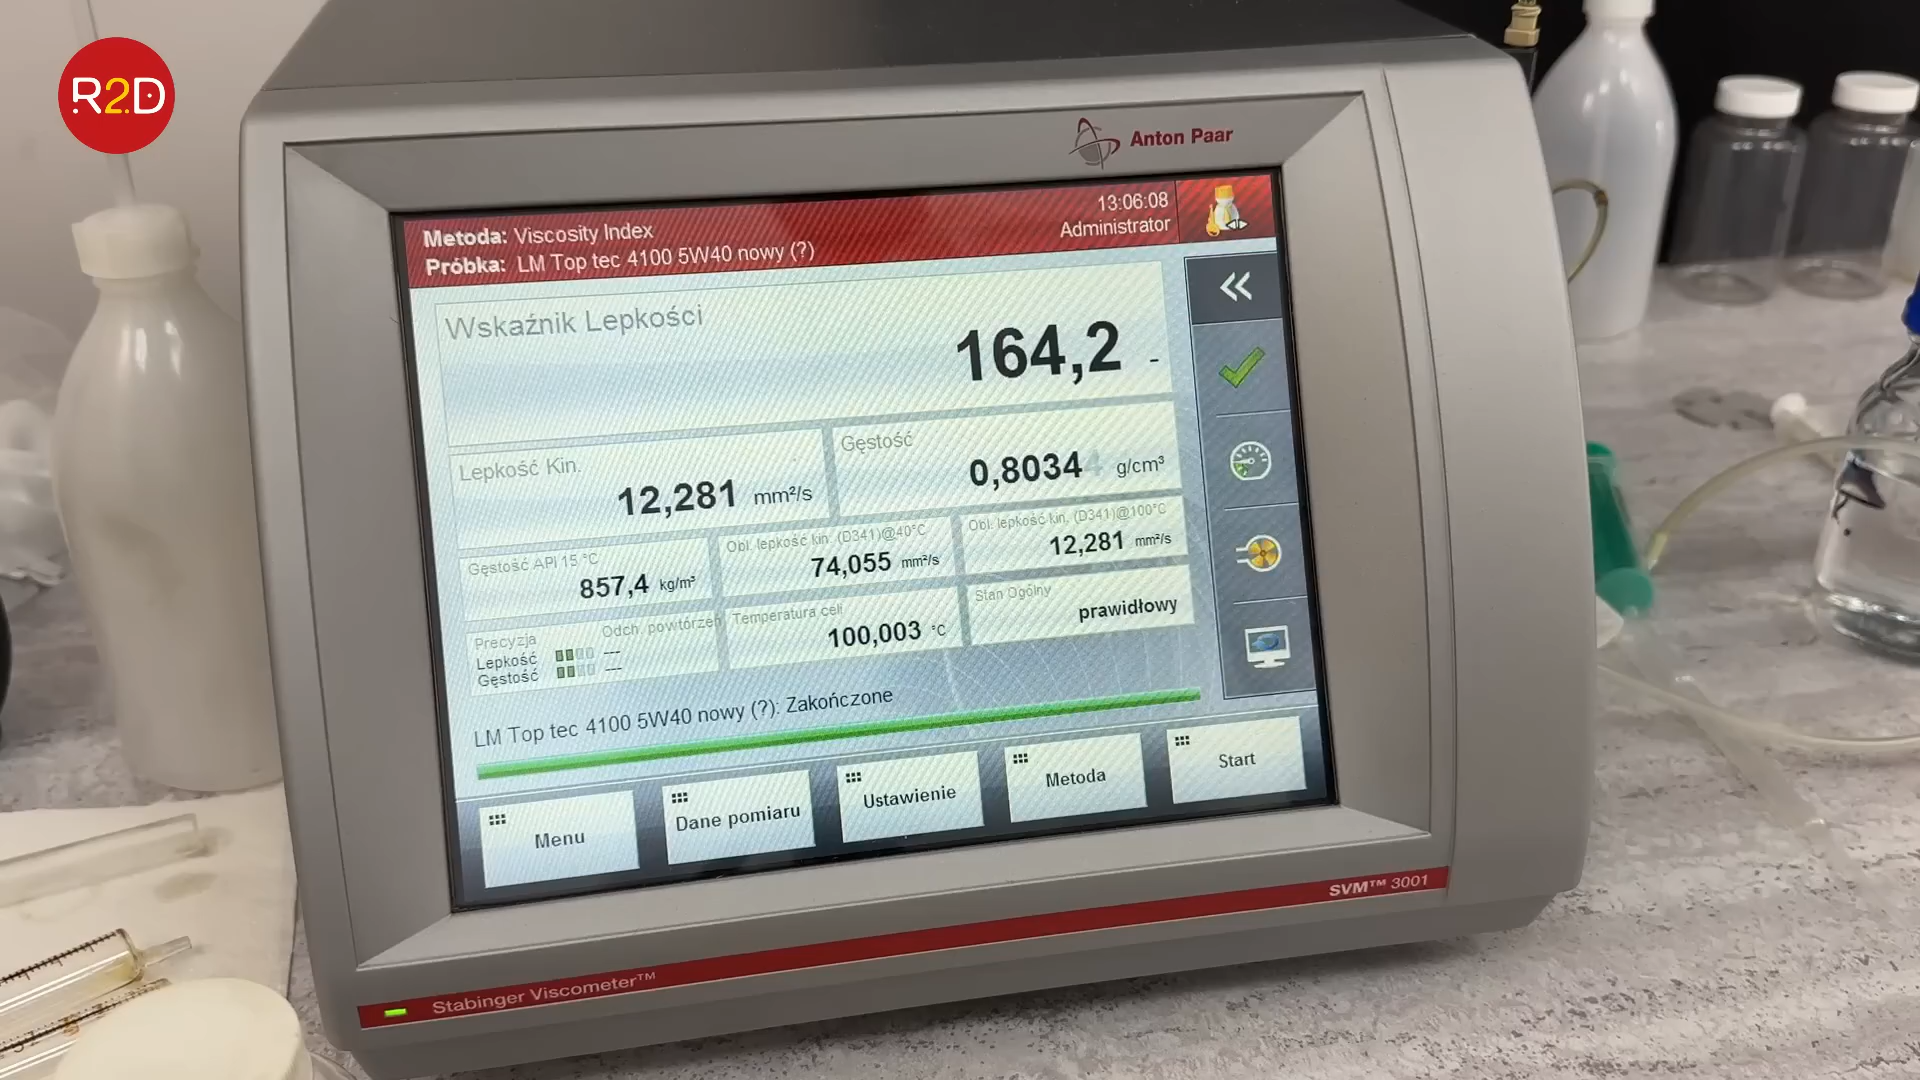 R2D
Anton Paar
Metoda: Viscosity Index
Próbka: LM Top tec 4100 5W40 nowy (?)
13:06:08
Administrator
Wskaźnik Lepkości
164,2 -
Lepkość Kin.
12,281 mm²/s
Gęstość
0,8034 g/cm³
Gęstość API 15 °C
857,4 kg/m³
Obl. lepkość kin. (D341)@40°C
74,055 mm²/s
Obl. lepkość kin. (D341)@100°C
12,281 mm²/s
Precyzja Odch. powtórzeń
Lepkość ---
Gęstość ---
Temperatura celi
100,003 °C
Stan Ogólny
prawidłowy
LM Top tec 4100 5W40 nowy (?): Zakończone
Menu
Dane pomiaru
Ustawienie
Metoda
Start
SVM™ 3001
Stabinger Viscometer™